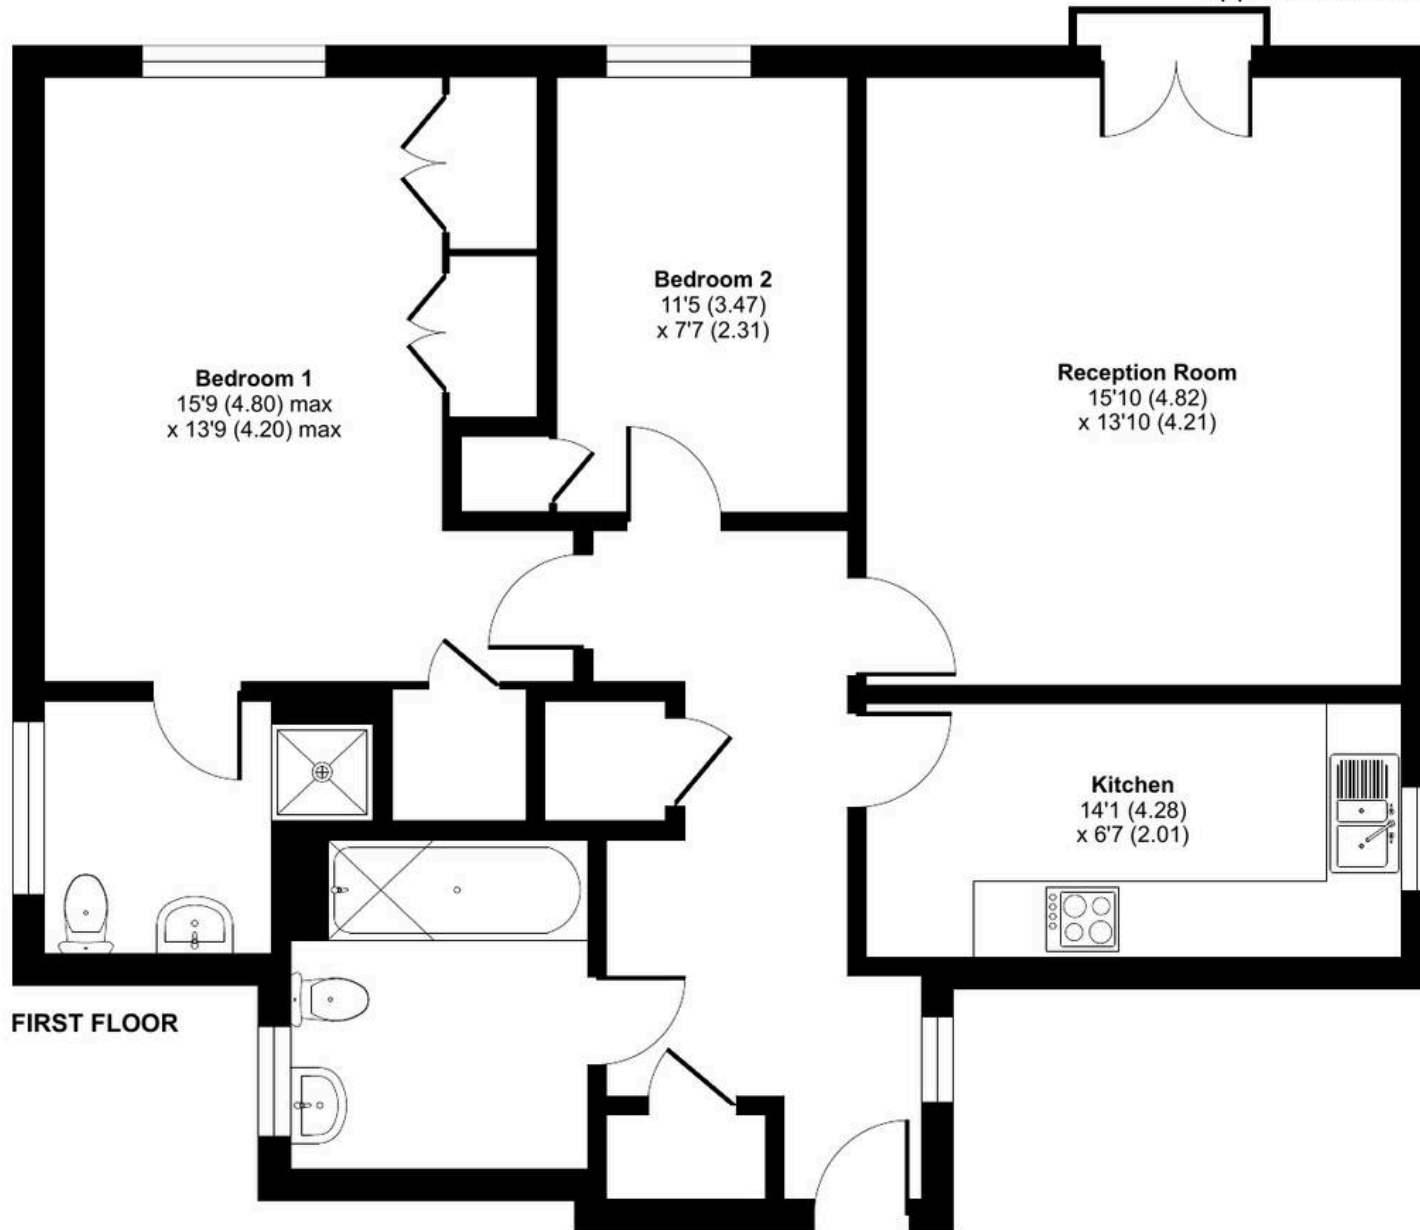 Bedroom 1
15'9 (4.80) max
x 13'9 (4.20) max
Bedroom 2
11'5 (3.47)
x 7'7 (2.31)
Reception Room
15'10 (4.82)
x 13'10 (4.21)
Kitchen
14'1 (4.28)
x 6'7 (2.01)
FIRST FLOOR